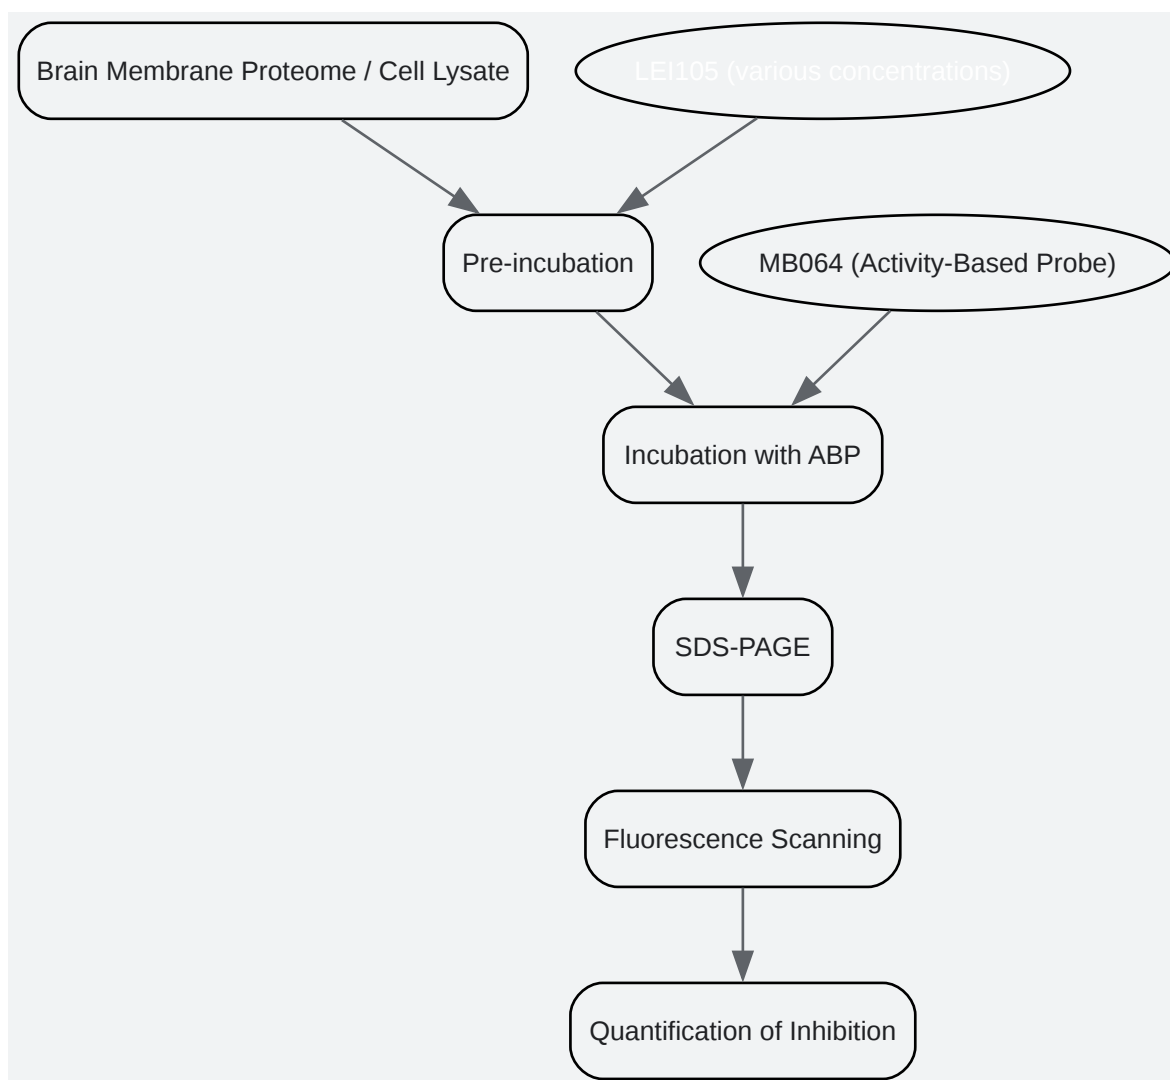 Brain Membrane Proteome / Cell Lysate
LEI105 (various concentrations)
Pre-incubation
MB064 (Activity-Based Probe)
Incubation with ABP
SDS-PAGE
Fluorescence Scanning
Quantification of Inhibition